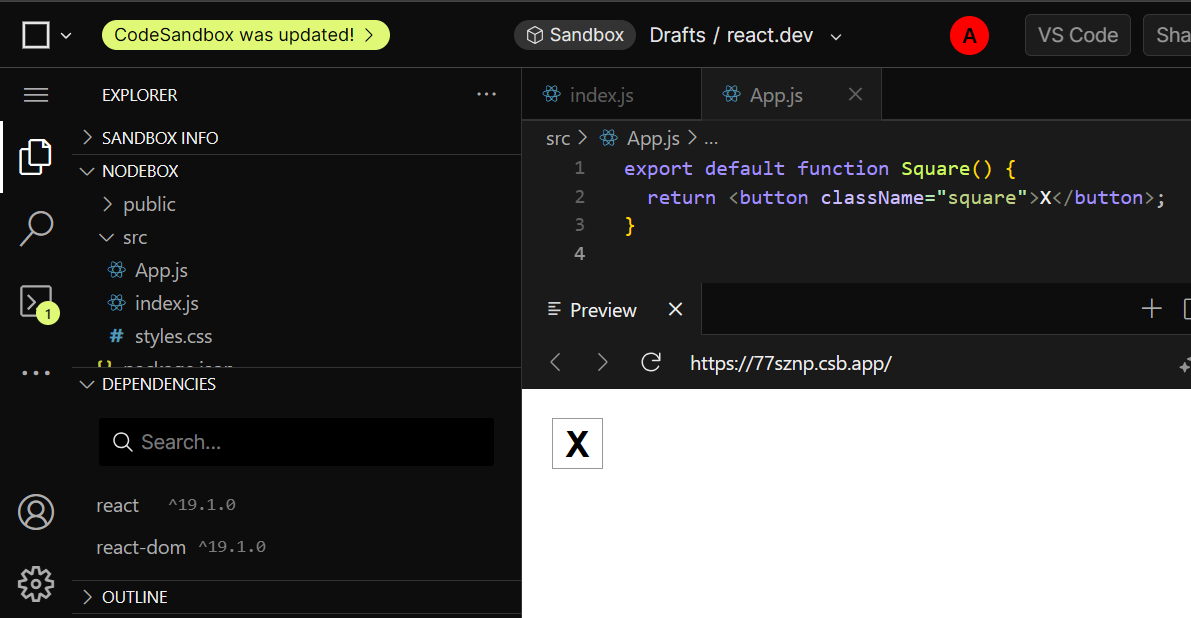 CodeSandbox was updated!
Sandbox
Drafts / react.dev
A
VS Code
Sha
EXPLORER
SANDBOX INFO
NODEBOX
public
src
App.js
index.js
styles.css
package.json
1
DEPENDENCIES
Search...
react ^19.1.0
react-dom ^19.1.0
OUTLINE
index.js
App.js
src > App.js > ...
1 export default function Square() {
2 return <button className="square">X</button>;
3 }
4
Preview
https://77sznp.csb.app/
X